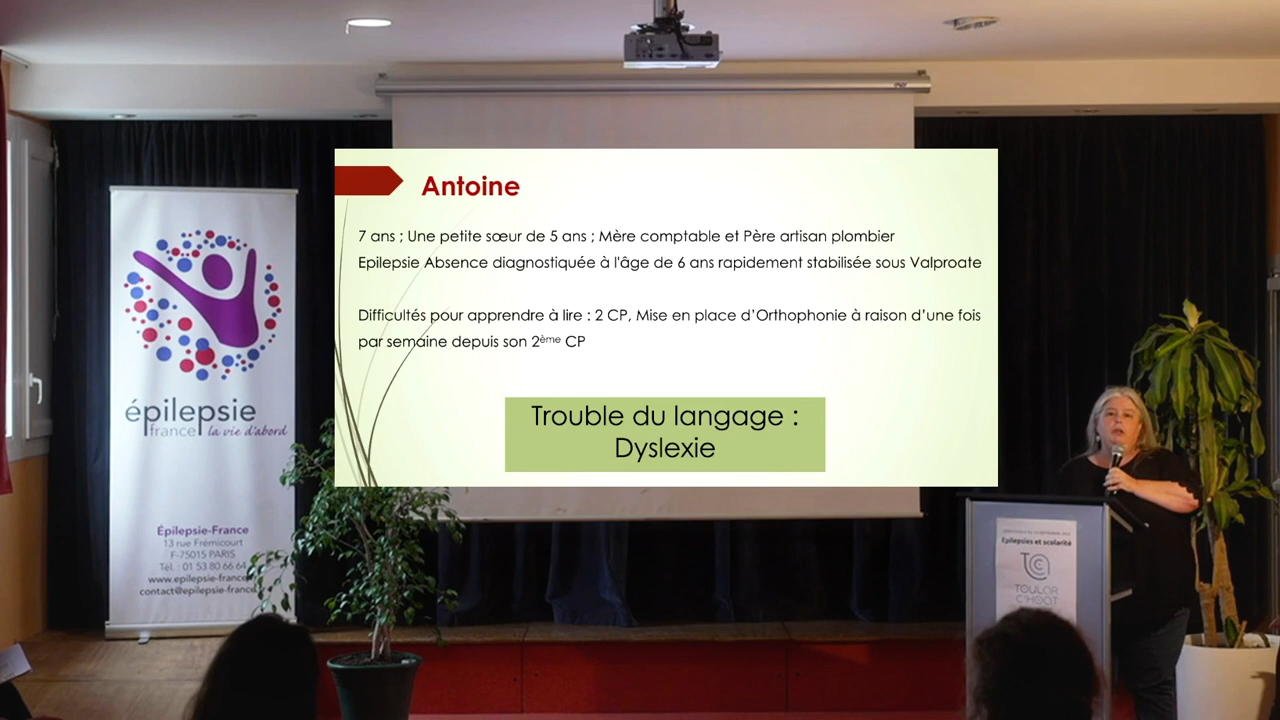 Antoine
7 ans ; Une petite sœur de 5 ans ; Mère comptable et Père artisan plombier
Epilepsie Absence diagnostiquée à l'âge de 6 ans rapidement stabilisée sous Valproate
Difficultés pour apprendre à lire : 2 CP, Mise en place d'Orthophonie à raison d'une fois
par semaine depuis son 2ème CP
Trouble du langage :
Dyslexie
épilepsie
france la vie d'abord
Épilepsie-France
13 rue Frémicourt
F-75015 PARIS
Tél. : 01 53 80 66 64
www.epilepsie-france
contact@epilepsie-france
Epilepsies et scolarité
TOULOR
C'HOAT